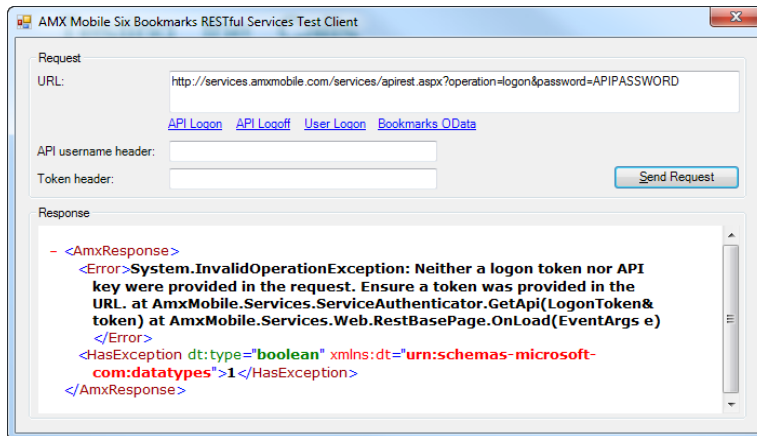 AMX Mobile Six Bookmarks RESTful Services Test Client
Request
URL:
http://services.amxmobile.com/services/apirest.aspx?operation=logon&password=APIPASSWORD
API Logon API Logoff User Logon Bookmarks OData
API username header:
Token header:
Send Request
Response
– <AmxResponse>
<Error>System.InvalidOperationException: Neither a logon token nor API
key were provided in the request. Ensure a token was provided in the
URL. at AmxMobile.Services.ServiceAuthenticator.GetApi(LogonToken&
token) at AmxMobile.Services.Web.RestBasePage.OnLoad(EventArgs e)
</Error>
<HasException dt:type="boolean" xmlns:dt="urn:schemas-microsoft-
com:datatypes">1</HasException>
</AmxResponse>